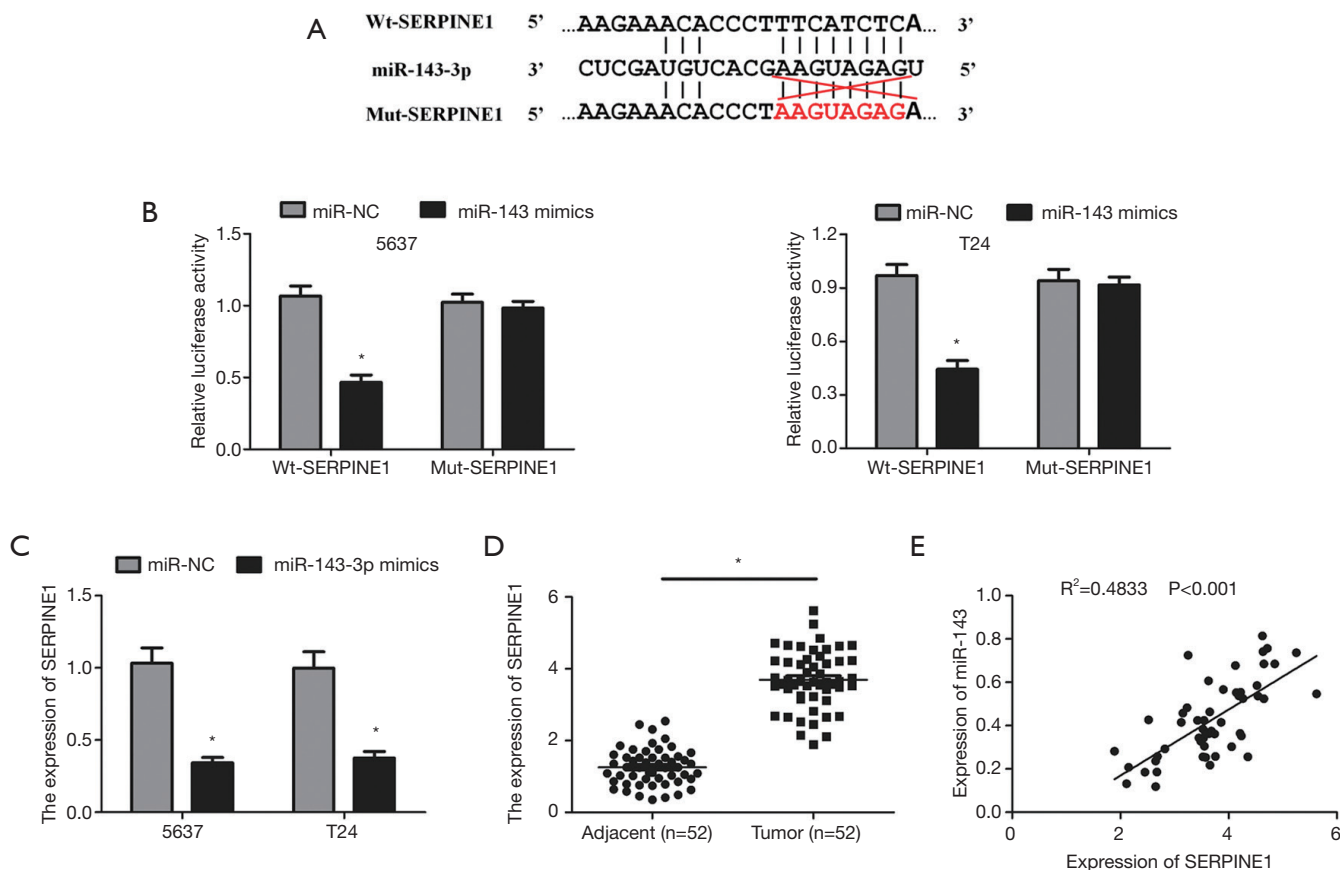 A
Wt-SERPINE1 5’ ...AAGAAACACCCTTTCATCTCA... 3’
miR-143-3p 3’ CUCGAUGUCACGAAGUAGAGU 5’
Mut-SERPINE1 5’ ...AAGAAACACCCTAAGUAGAGA... 3’
B
miR-NC miR-143 mimics
5637
Relative luciferase activity
1.5
1.0
0.5
0.0
Wt-SERPINE1 Mut-SERPINE1
*
miR-NC miR-143 mimics
T24
Relative luciferase activity
1.2
0.9
0.6
0.3
0.0
Wt-SERPINE1 Mut-SERPINE1
*
C
miR-NC miR-143-3p mimics
The expression of SERPINE1
1.5
1.0
0.5
0.0
* *
5637 T24
D
*
The expression of SERPINE1
6
4
2
0
Adjacent (n=52) Tumor (n=52)
E
R²=0.4833 P<0.001
Expression of miR-143
1.0
0.8
0.6
0.4
0.2
0.0
0 2 4 6
Expression of SERPINE1